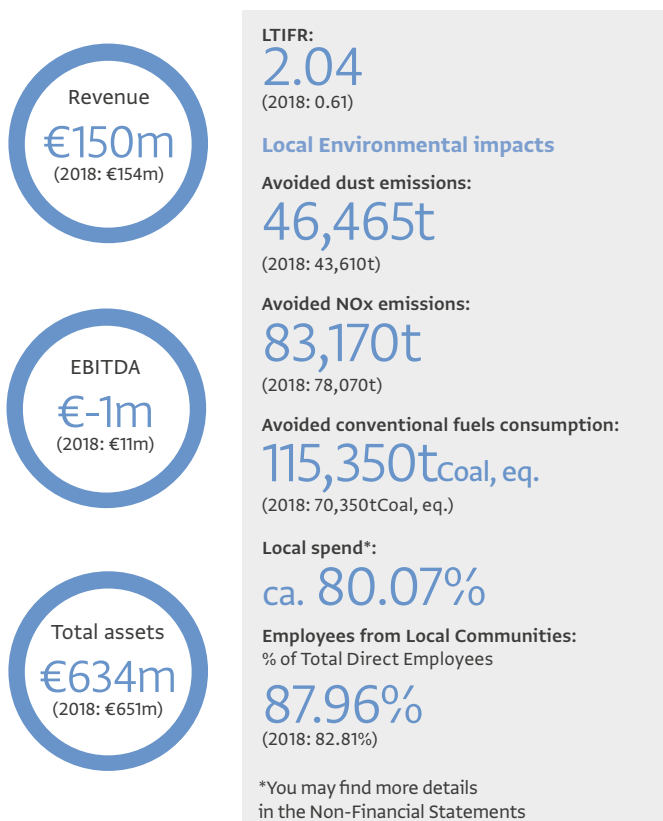 Revenue
€150m
(2018: €154m)
EBITDA
€-1m
(2018: €11m)
Total assets
€634m
(2018: €651m)
LTIFR:
2.04
(2018: 0.61)
Local Environmental impacts
Avoided dust emissions:
46,465t
(2018: 43,610t)
Avoided NOx emissions:
83,170t
(2018: 78,070t)
Avoided conventional fuels consumption:
115,350tCoal, eq.
(2018: 70,350tCoal, eq.)
Local spend*:
ca. 80.07%
Employees from Local Communities:
% of Total Direct Employees
87.96%
(2018: 82.81%)
*You may find more details
in the Non-Financial Statements